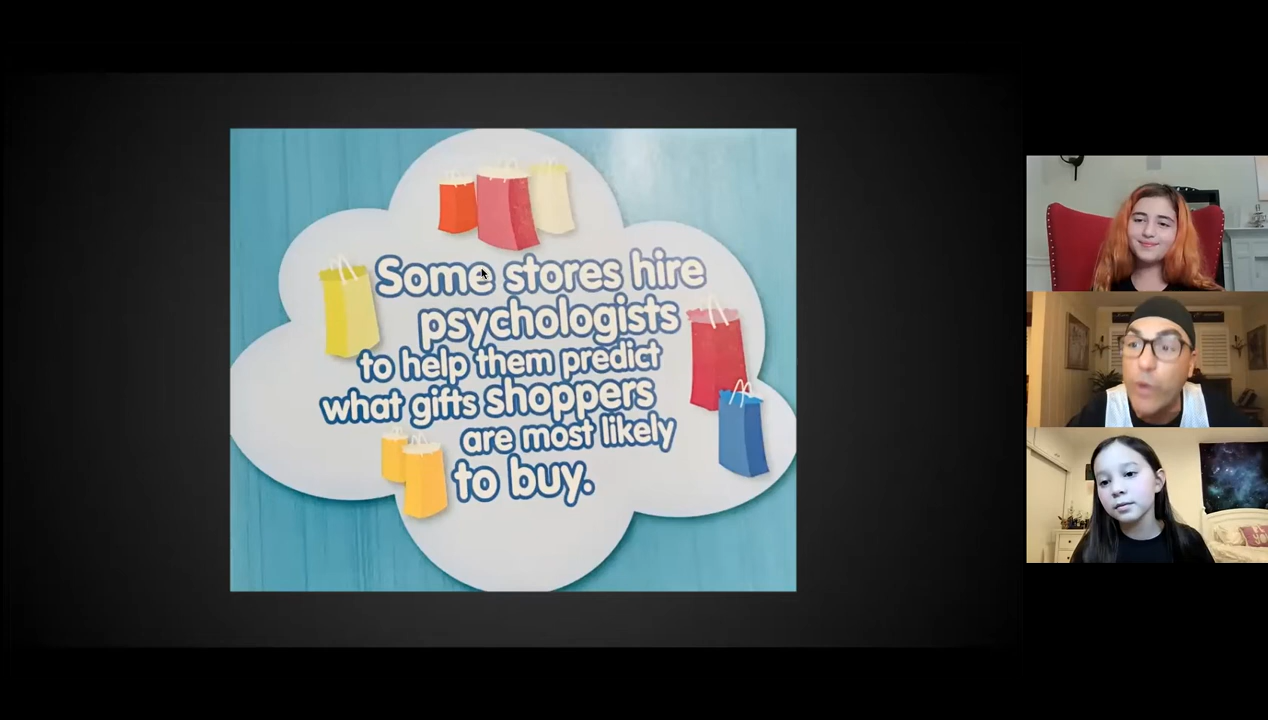 Some stores hire
psychologists
to help them predict
what gifts shoppers
are most likely
to buy.